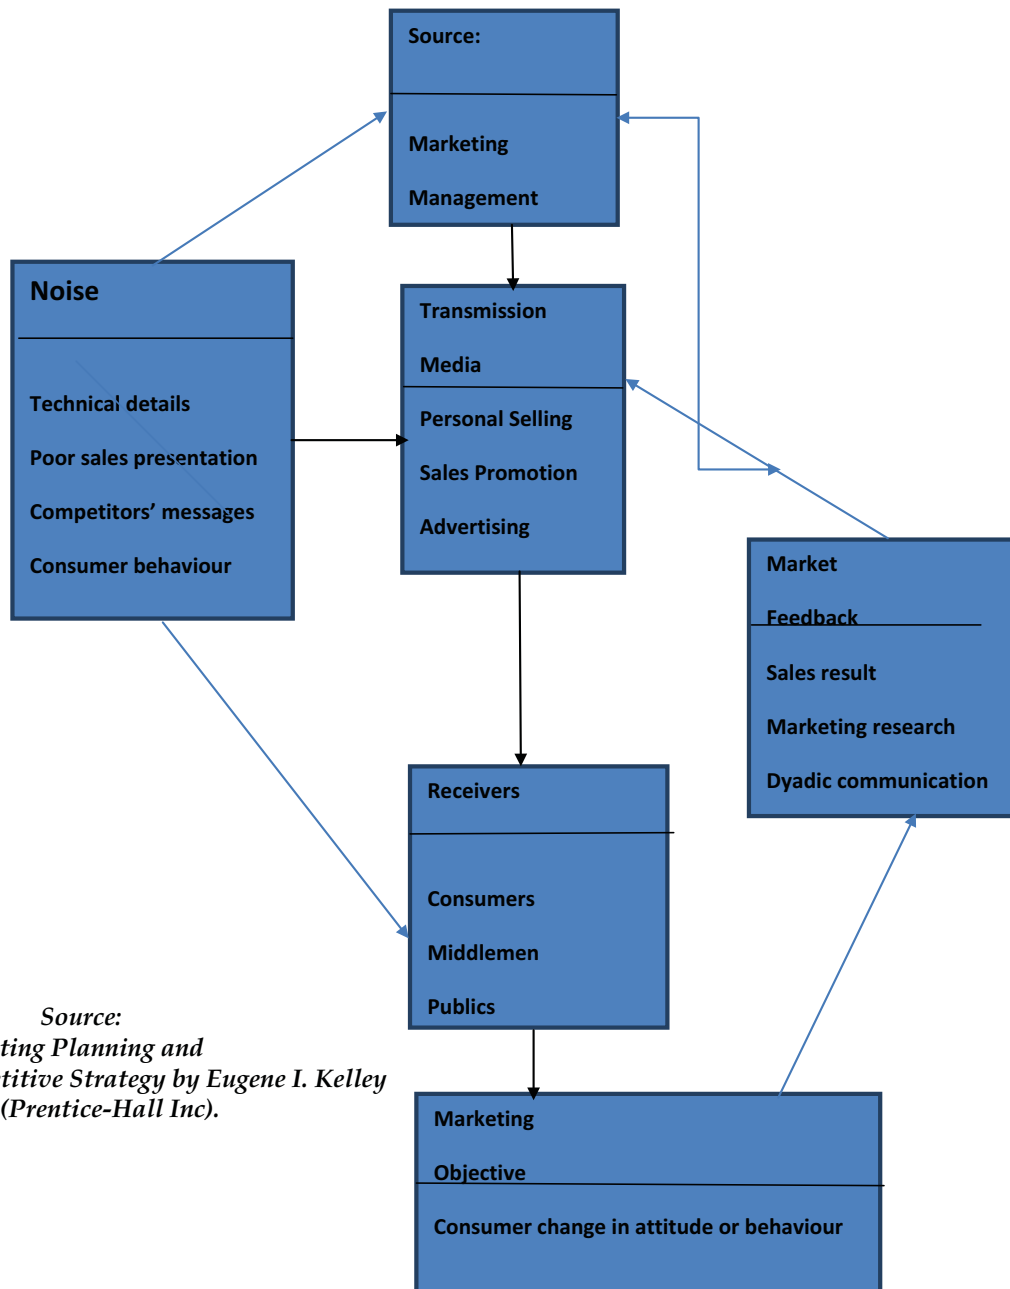 Source:
Marketing
Management
Noise
Technical details
Poor sales presentation
Competitors’ messages
Consumer behaviour
Transmission
Media
Personal Selling
Sales Promotion
Advertising
Market
Feedback
Sales result
Marketing research
Dyadic communication
Receivers
Consumers
Middlemen
Publics
Source:
Planning and
Strategy by Eugene I. Kelley
(Prentice-Hall Inc).
Marketing
Objective
Consumer change in attitude or behaviour